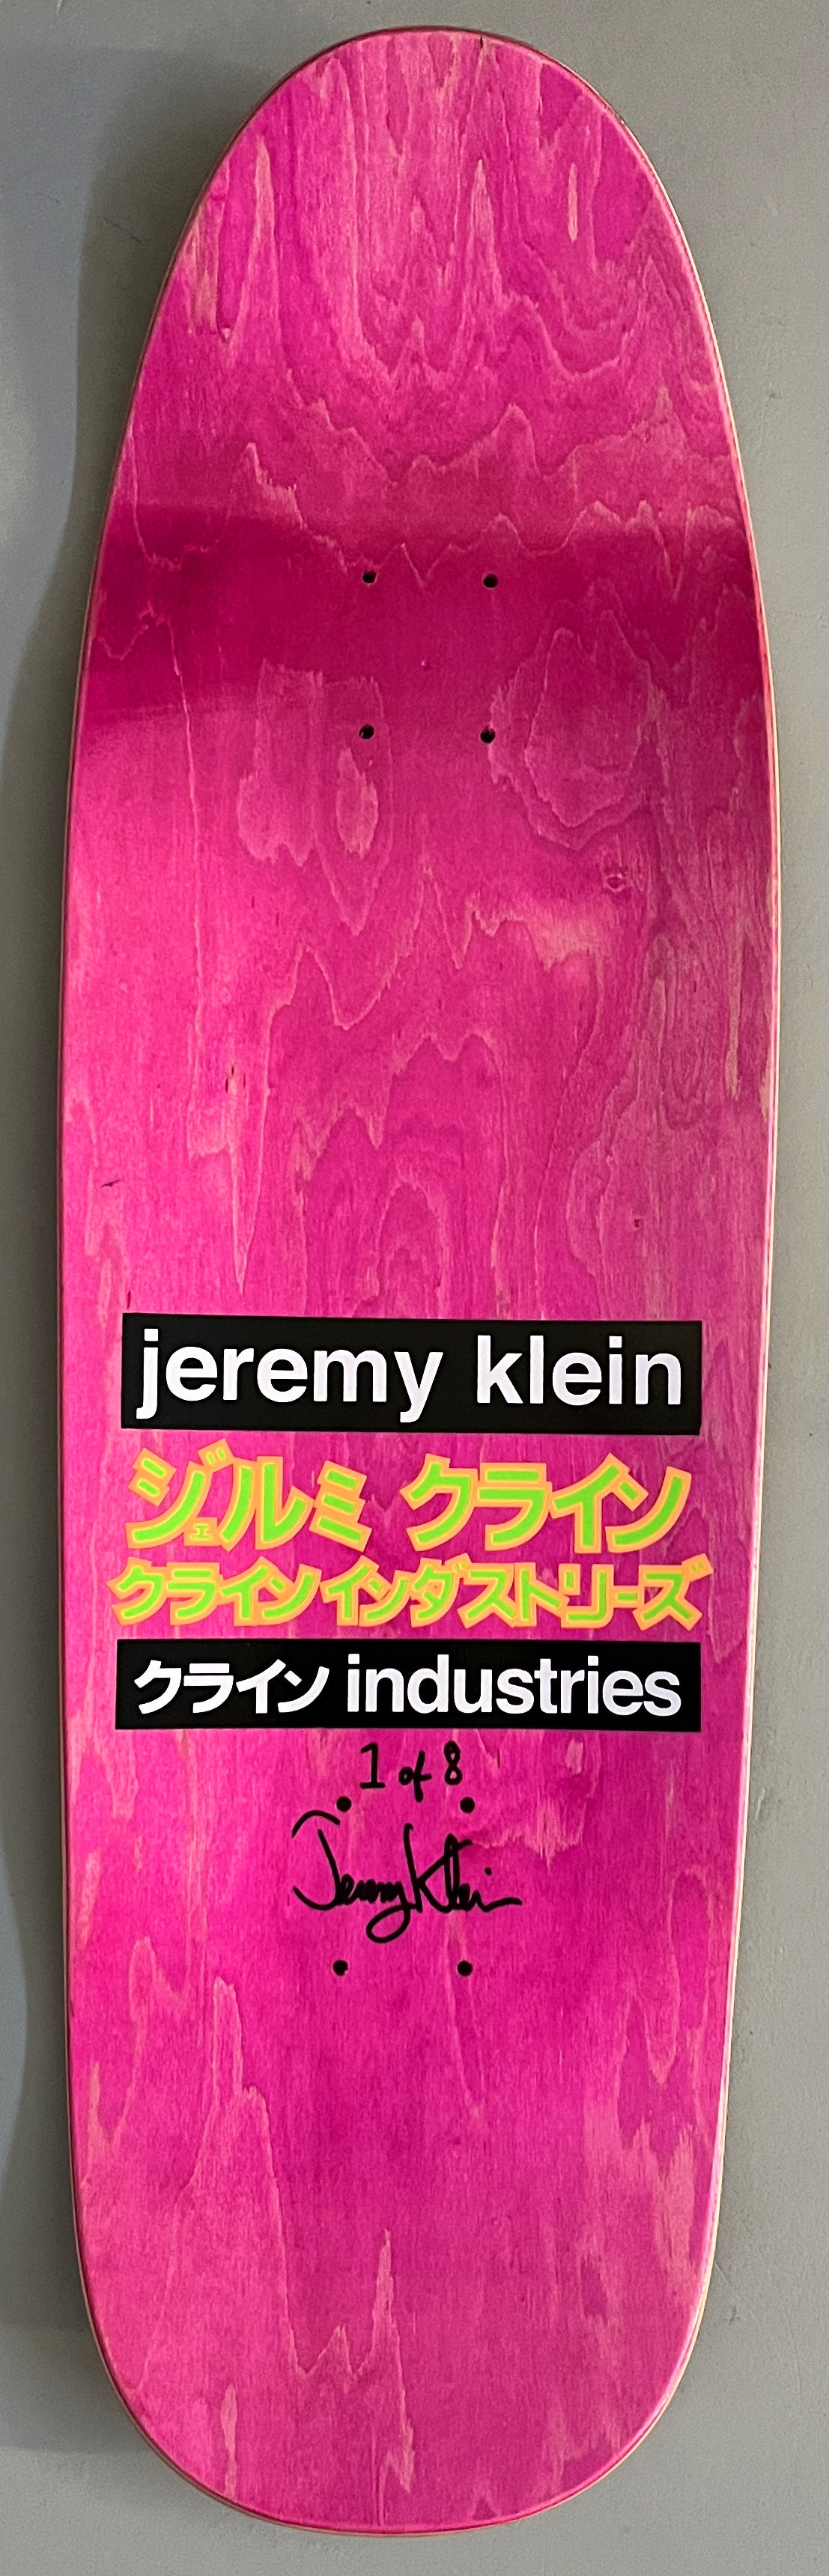 jeremy klein
ジェルミ クライン
クラインインダストリーズ
クライン industries
1 of 8
Jeremy Klein